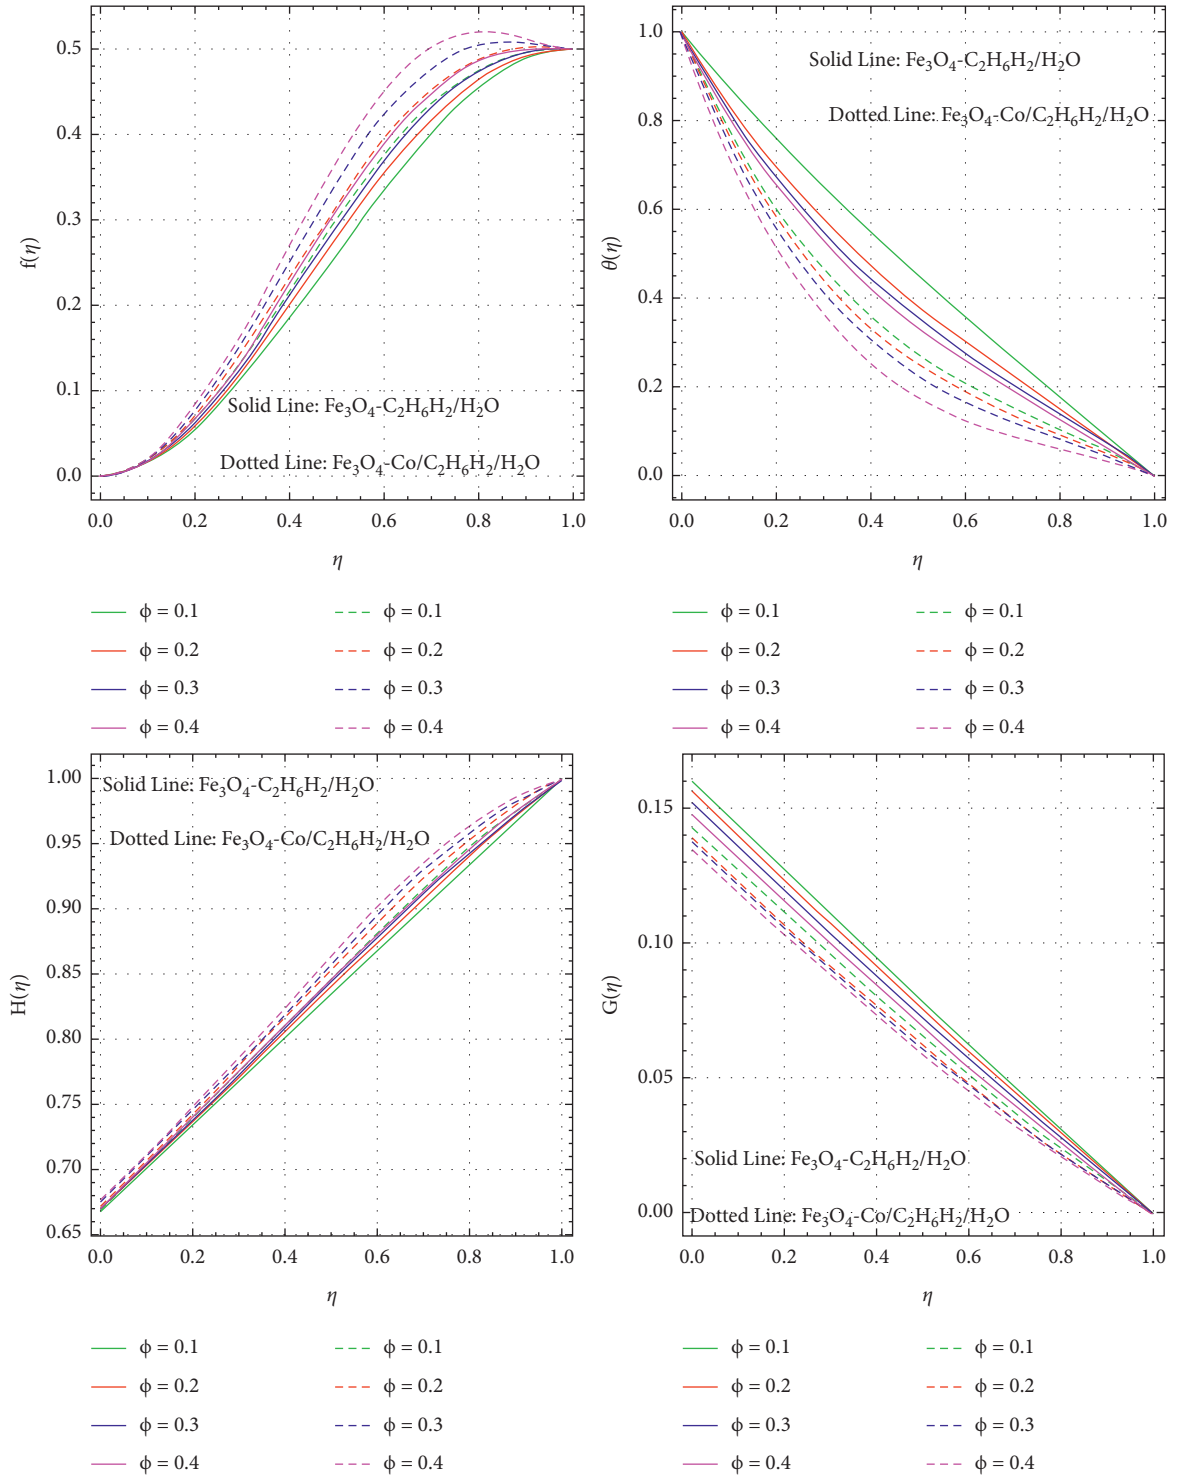 f(η)
0.5
0.4
0.3
0.2
0.1
0.0
Solid Line: Fe₃O₄-C₂H₆H₂/H₂O
Dotted Line: Fe₃O₄-Co/C₂H₆H₂/H₂O
0.0 0.2 0.4 0.6 0.8 1.0
η
ϕ = 0.1 ϕ = 0.1
ϕ = 0.2 ϕ = 0.2
ϕ = 0.3 ϕ = 0.3
ϕ = 0.4 ϕ = 0.4
θ(η)
1.0
0.8
0.6
0.4
0.2
0.0
Solid Line: Fe₃O₄-C₂H₆H₂/H₂O
Dotted Line: Fe₃O₄-Co/C₂H₆H₂/H₂O
0.0 0.2 0.4 0.6 0.8 1.0
η
ϕ = 0.1 ϕ = 0.1
ϕ = 0.2 ϕ = 0.2
ϕ = 0.3 ϕ = 0.3
ϕ = 0.4 ϕ = 0.4
H(η)
1.00
0.95
0.90
0.85
0.80
0.75
0.70
0.65
Solid Line: Fe₃O₄-C₂H₆H₂/H₂O
Dotted Line: Fe₃O₄-Co/C₂H₆H₂/H₂O
0.0 0.2 0.4 0.6 0.8 1.0
η
ϕ = 0.1 ϕ = 0.1
ϕ = 0.2 ϕ = 0.2
ϕ = 0.3 ϕ = 0.3
ϕ = 0.4 ϕ = 0.4
G(η)
0.15
0.10
0.05
0.00
Solid Line: Fe₃O₄-C₂H₆H₂/H₂O
Dotted Line: Fe₃O₄-Co/C₂H₆H₂/H₂O
0.0 0.2 0.4 0.6 0.8 1.0
η
ϕ = 0.1 ϕ = 0.1
ϕ = 0.2 ϕ = 0.2
ϕ = 0.3 ϕ = 0.3
ϕ = 0.4 ϕ = 0.4